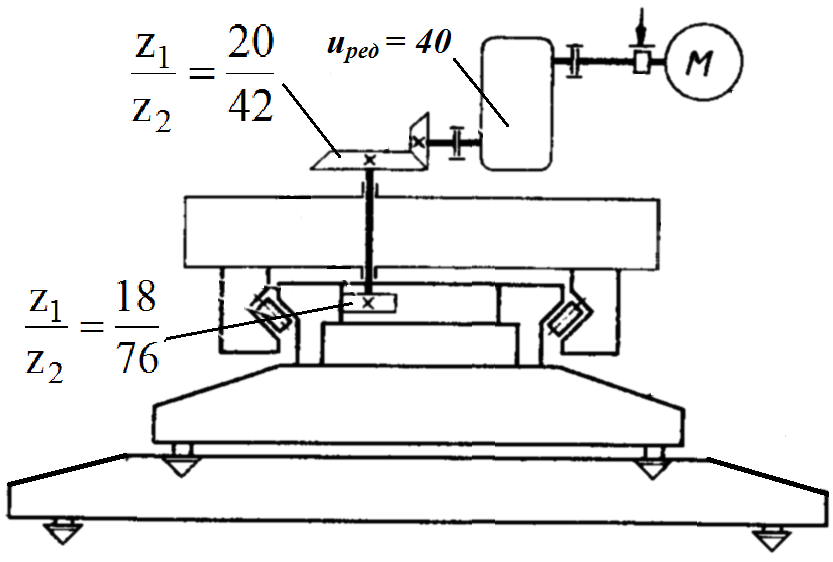 z₁/z₂ = 20/42
uред = 40
M
z₁/z₂ = 18/76